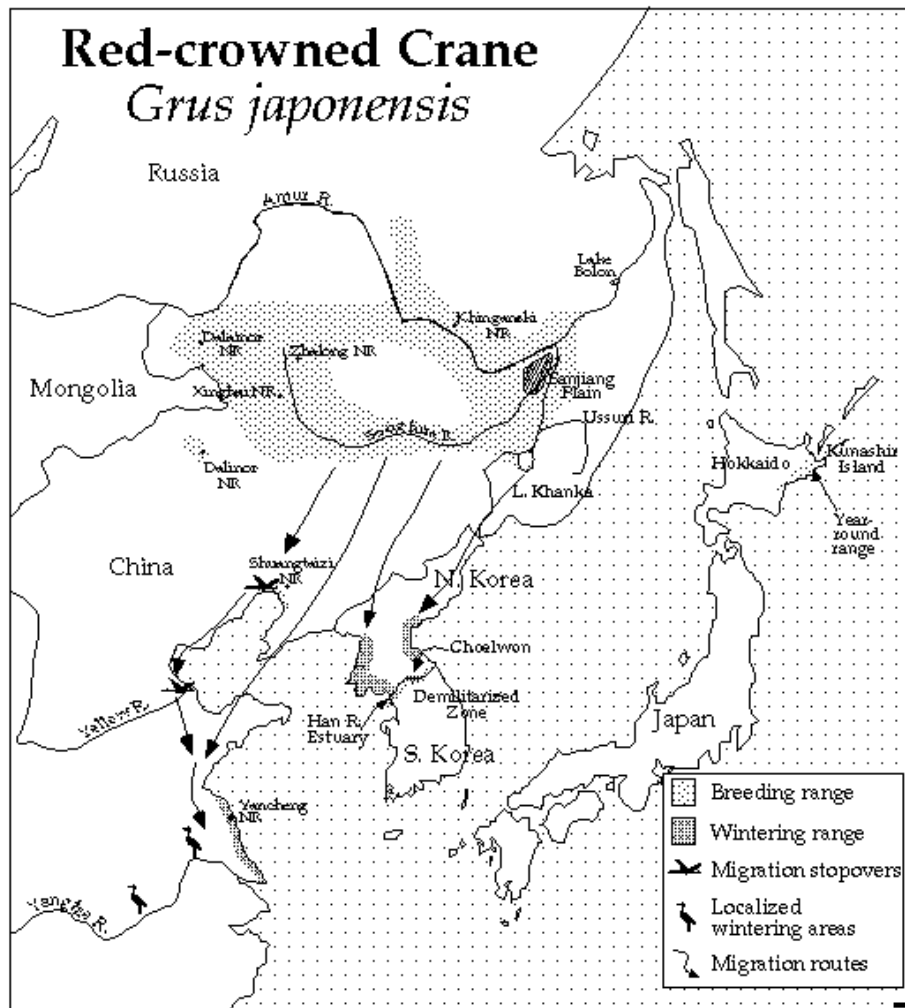 Red-crowned Crane
Grus japonensis
Russia
Amur R.
Lake
Bolon
Khinganski
NR
Dalainor
NR
Zhalong NR
Sanjiang
Plain
Mongolia
Xinghai NR
Ussuri R.
Songhua R.
Dalinor
NR
L. Khanka
Hokkaido
Kunashir
Island
Year-
round
range
China
Shuangtaizi
NR
N. Korea
Choelwon
Demilitarized
Zone
Han R.
Estuary
Yellow R.
Japan
S. Korea
Yancheng
NR
Yangtze R.
Breeding range
Wintering range
Migration stopovers
Localized
wintering areas
Migration routes